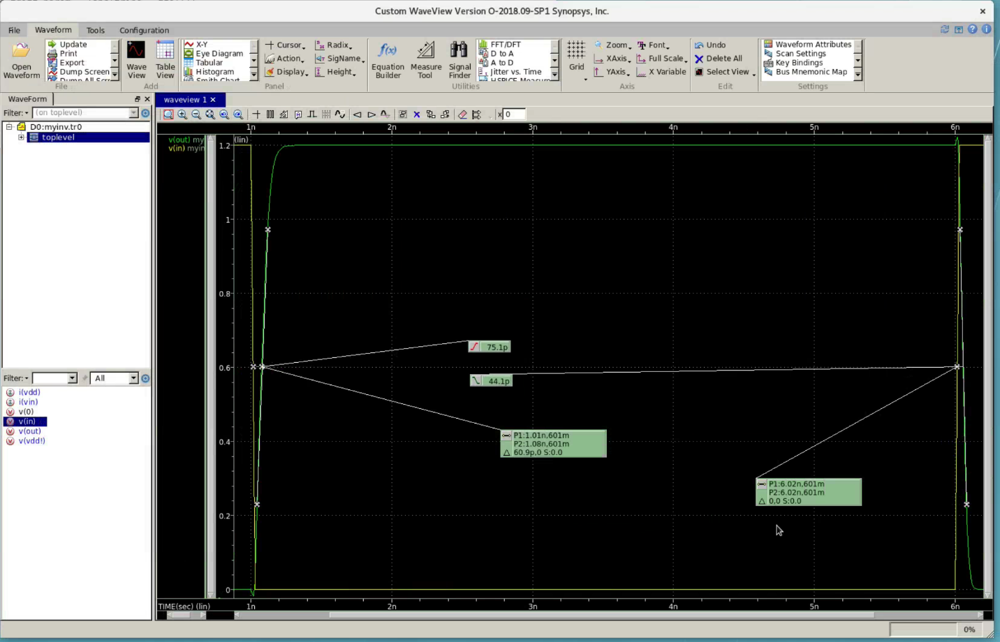 Custom WaveView Version O-2018.09-SP1 Synopsys, Inc.
File Waveform Tools Configuration
Open Waveform
Update
Print
Export
Dump Screen
File
Wave View
Table View
Add
X-Y
Eye Diagram
Tabular
Histogram
Smith Chart
Cursor
Action
Display
Radix
SigName
Height
Panel
Equation Builder
Measure Tool
Signal Finder
FFT/DFT
D to A
A to D
Jitter vs. Time
Utilities
Grid
Zoom
XAxis
YAxis
Font
Full Scale
X Variable
Axis
Undo
Delete All
Select View
Edit
Waveform Attributes
Scan Settings
Key Bindings
Bus Mnemonic Map
Settings
WaveForm
Filter: (on toplevel)
D0:myinv.tr0
toplevel
Filter: All
i(vdd)
i(vin)
v(0)
v(in)
v(out)
v(vdd!)
waveview 1
x 0
1n 2n 3n 4n 5n 6n
v(out) my
v(in) myin
(lin)
1.2
1
0.8
0.6
0.4
0.2
0
75.1p
44.1p
P1:1.01n,601m
P2:1.08n,601m
60.9p,0 S:0.0
P1:6.02n,601m
P2:6.02n,601m
0,0 S:0.0
TIME(sec) (lin)
1n 2n 3n 4n 5n 6n
0%